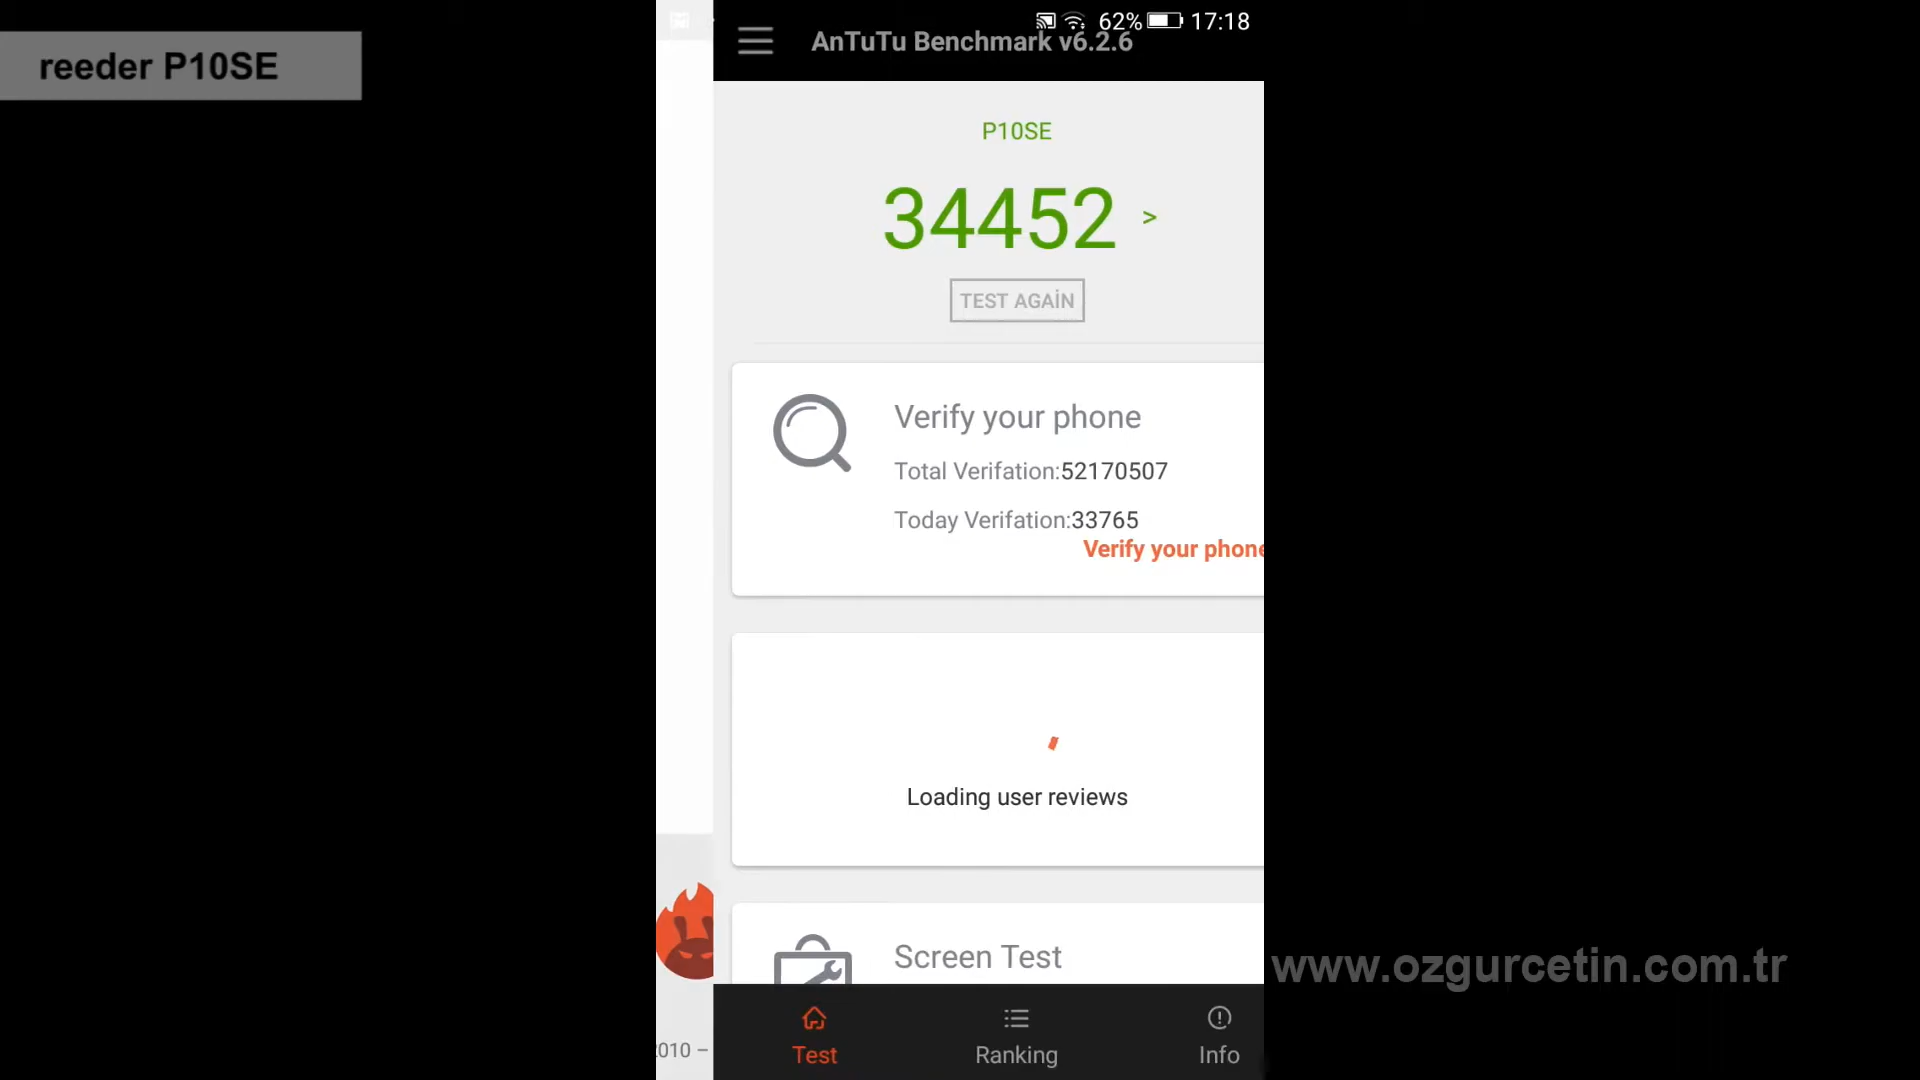 reeder P10SE
62% 17:18
AnTuTu Benchmark v6.2.6
P10SE
34452 >
TEST AGAİN
Verify your phone
Total Verifation:52170507
Today Verifation:33765
Verify your phone
Loading user reviews
Screen Test
www.ozgurcetin.com.tr
Test
Ranking
Info
2010 –